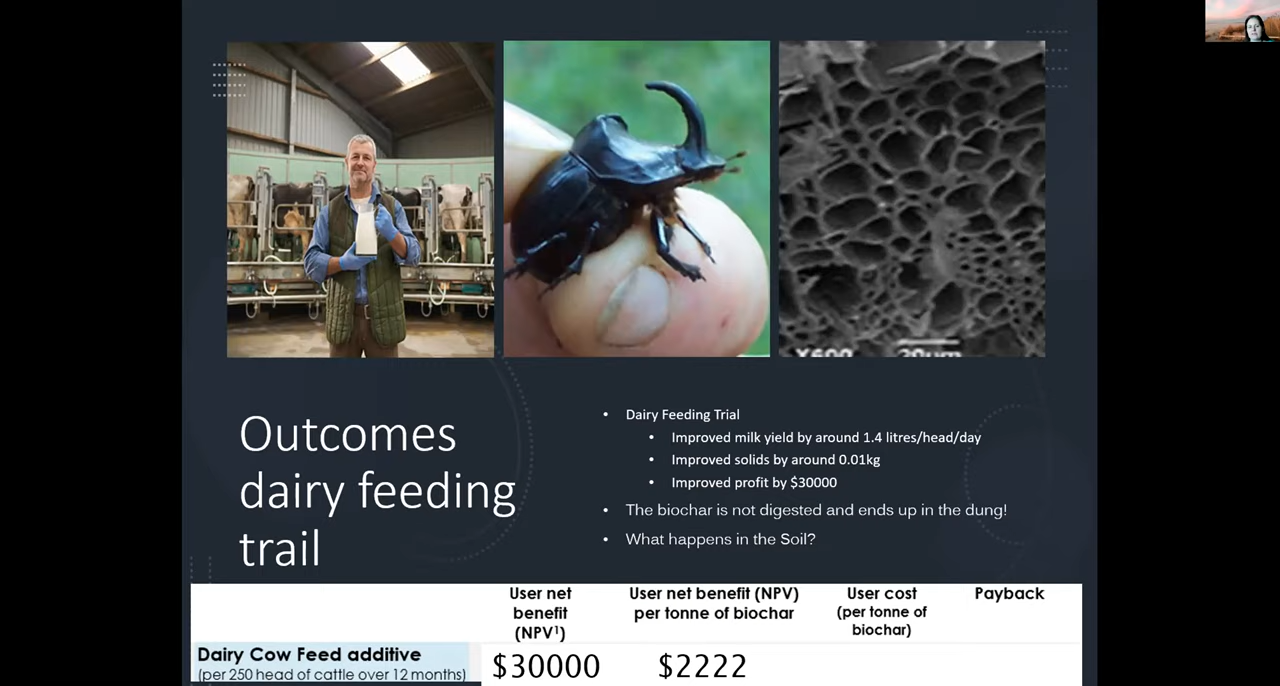 X600 20μm
Outcomes
dairy feeding
trail
• Dairy Feeding Trial
• Improved milk yield by around 1.4 litres/head/day
• Improved solids by around 0.01kg
• Improved profit by $30000
• The biochar is not digested and ends up in the dung!
• What happens in the Soil?
User net benefit (NPV¹)
User net benefit (NPV) per tonne of biochar
User cost (per tonne of biochar)
Payback
Dairy Cow Feed additive
(per 250 head of cattle over 12 months)
$30000
$2222